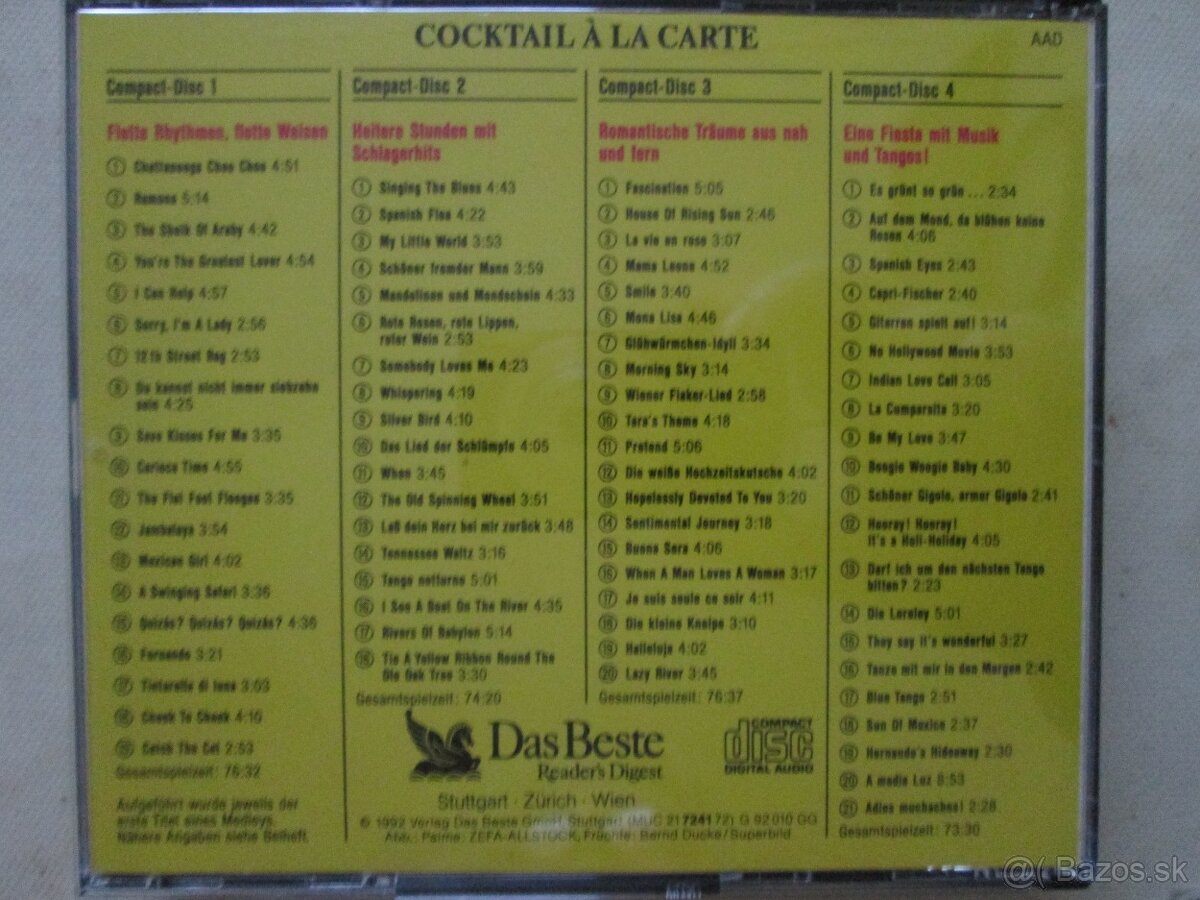 COCKTAIL À LA CARTE
AAD
Compact-Disc 1
Flotte Rhythmen, flotte Weisen
① Chattanooga Choo Choo 4:51
② Ramona 5:14
③ The Sheik Of Araby 4:42
④ You're The Greatest Lover 4:54
⑤ I Can Help 4:57
⑥ Sorry, I'm A Lady 2:56
⑦ 12th Street Rag 2:53
⑧ Du kannst nicht immer siebzehn
sein 4:25
⑨ Save Kisses For Me 3:35
⑩ Carioca Time 4:55
⑪ The Flat Foot Floogee 3:35
⑫ Jambalaya 3:54
⑬ Mexican Girl 4:02
⑭ A Swinging Safari 3:36
⑮ Quizás? Quizás? Quizás? 4:36
⑯ Fernando 3:21
⑰ Tintarella di luna 3:03
⑱ Cheek To Cheek 4:16
⑲ Catch The Cat 2:53
Gesamtspielzeit: 76:32
Aufgeführt wurde jeweils der
erste Titel eines Medleys.
Nähere Angaben siehe Beiheft.
Compact-Disc 2
Heitere Stunden mit
Schlagerhits
① Singing The Blues 4:43
② Spanish Flea 4:22
③ My Little World 3:53
④ Schöner fremder Mann 3:59
⑤ Mandolinen und Mondschein 4:33
⑥ Rote Rosen, rote Lippen,
roter Wein 2:53
⑦ Somebody Loves Me 4:23
⑧ Whispering 4:19
⑨ Silver Bird 4:10
⑩ Das Lied der Schlümpfe 4:05
⑪ When 3:45
⑫ The Old Spinning Wheel 3:51
⑬ Laß dein Herz bei mir zurück 3:48
⑭ Tennessee Waltz 3:16
⑮ Tango notturno 5:01
⑯ I See A Boat On The River 4:35
⑰ Rivers Of Babylon 5:14
⑱ Tie A Yellow Ribbon Round The
Ole Oak Tree 3:30
Gesamtspielzeit: 74:20
Compact-Disc 3
Romantische Träume aus nah
und fern
① Fascination 5:05
② House Of Rising Sun 2:46
③ La vie en rose 3:07
④ Mama Leone 4:52
⑤ Smile 3:40
⑥ Mona Lisa 4:46
⑦ Glühwürmchen-Idyll 3:34
⑧ Morning Sky 3:14
⑨ Wiener Fiaker-Lied 2:58
⑩ Tara's Theme 4:18
⑪ Pretend 5:06
⑫ Die weiße Hochzeitskutsche 4:02
⑬ Hopelessly Devoted To You 3:20
⑭ Sentimental Journey 3:18
⑮ Buona Sera 4:06
⑯ When A Man Loves A Woman 3:17
⑰ Je suis seule ce soir 4:11
⑱ Die kleine Kneipe 3:10
⑲ Halleluja 4:02
⑳ Lazy River 3:45
Gesamtspielzeit: 76:37
Compact-Disc 4
Eine Fiesta mit Musik
und Tangos!
① Es grünt so grün ... 2:34
② Auf dem Mond, da blühen keine
Rosen 4:06
③ Spanish Eyes 2:43
④ Capri-Fischer 2:40
⑤ Gitarren spielt auf! 3:14
⑥ No Hollywood Movie 3:53
⑦ Indian Love Call 3:05
⑧ La Cumparsita 3:20
⑨ Be My Love 3:47
⑩ Boogie Woogie Baby 4:30
⑪ Schöner Gigolo, armer Gigolo 2:41
⑫ Hooray! Hooray!
It's a Holi-Holiday 4:05
⑬ Darf ich um den nächsten Tango
bitten? 2:23
⑭ Die Loreley 5:01
⑮ They say it's wonderful 3:27
⑯ Tanze mit mir in den Morgen 2:42
⑰ Blue Tango 2:51
⑱ Sun Of Mexico 2:37
⑲ Hernando's Hideaway 2:30
⑳ A media Luz 8:53
㉑ Adios muchachos! 2:28
Gesamtspielzeit: 73:30
Das Beste
Reader's Digest
Stuttgart · Zürich · Wien
COMPACT
disc
DIGITAL AUDIO
© 1992 Verlag Das Beste GmbH, Stuttgart (MUC 21 7241 72) G 92 010 GG
Abb.: Palme: ZEFA-ALLSTOCK, Früchte: Bernd Ducke/Superbild
@( Bazos.sk